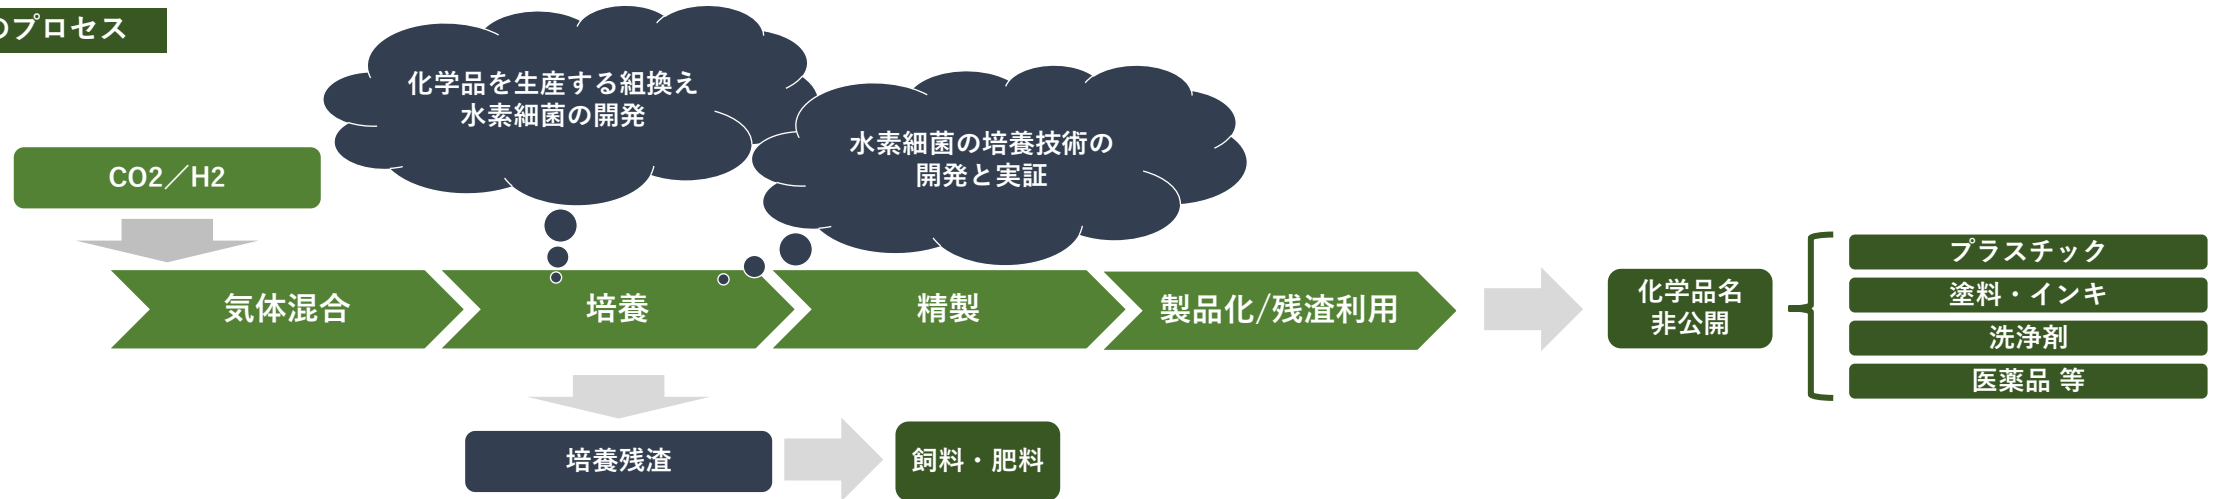 のプロセス
化学品を生産する組換え
水素細菌の開発
水素細菌の培養技術の
開発と実証
CO2／H2
気体混合
培養
精製
製品化/残渣利用
化学品名
非公開
プラスチック
塗料・インキ
洗浄剤
医薬品 等
培養残渣
飼料・肥料